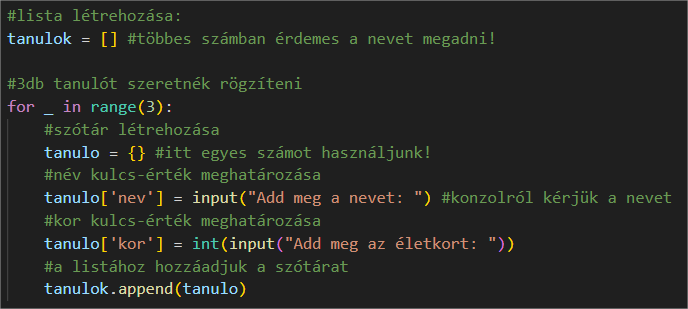 #lista létrehozása:
tanulok = [] #többes számban érdemes a nevet megadni!
#3db tanulót szeretnék rögzíteni
for _ in range(3):
    #szótár létrehozása
    tanulo = {} #itt egyes számot használjunk!
    #név kulcs-érték meghatározása
    tanulo['nev'] = input("Add meg a nevet: ") #konzolról kérjük a nevet
    #kor kulcs-érték meghatározása
    tanulo['kor'] = int(input("Add meg az életkort: "))
    #a listához hozzáadjuk a szótárat
    tanulok.append(tanulo)